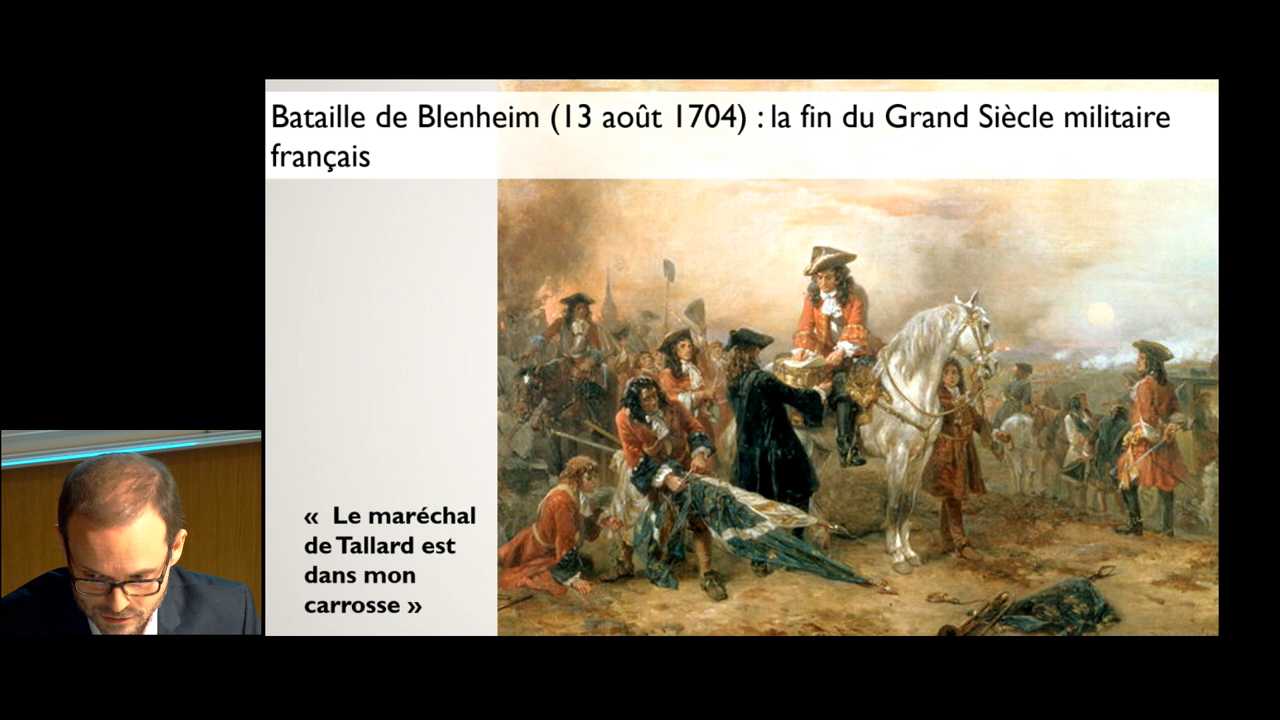 Bataille de Blenheim (13 août 1704) : la fin du Grand Siècle militaire
français
«  Le maréchal
de Tallard est
dans mon
carrosse »